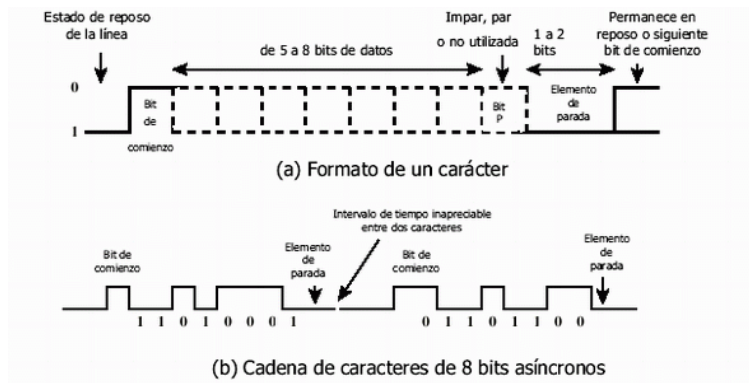 Estado de reposo
de la línea
Impar, par
o no utilizada
1 a 2
bits
Permanece en
reposo o siguiente
bit de comienzo
de 5 a 8 bits de datos
0
1
Bit
de
comienzo
Bit
P
Elemento
de
parada
(a) Formato de un carácter
Intervalo de tiempo inapreciable
entre dos caracteres
Bit de
comienzo
Elemento
de
parada
Bit de
comienzo
Elemento
de
parada
1 1 0 1 0 0 0 1
0 1 1 0 1 1 0 0
(b) Cadena de caracteres de 8 bits asíncronos